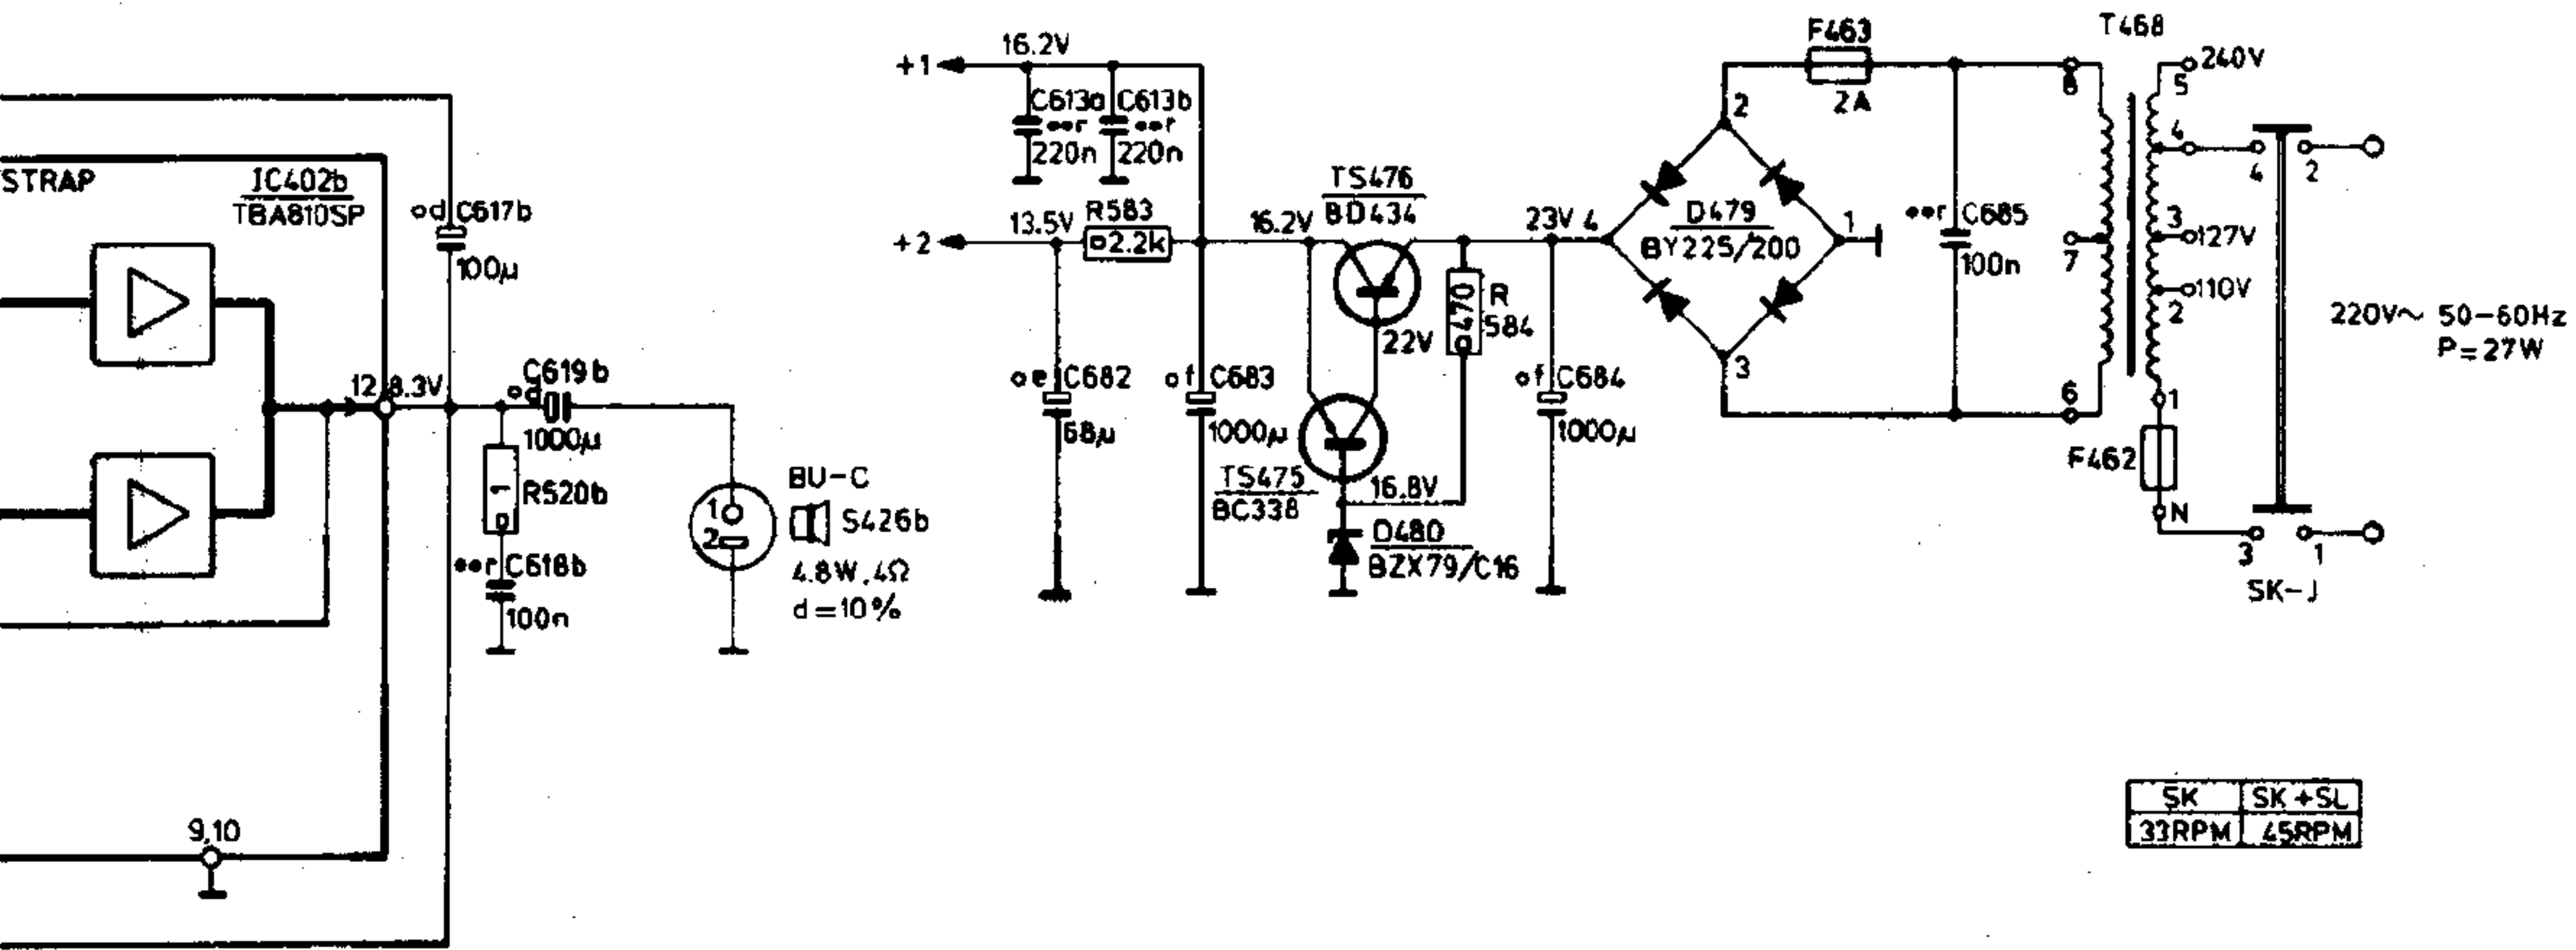 STRAP
IC402b
TBA810SP
od C617b
100µ
12
8.3V
od C619b
1000µ
1
R520b
••r C618b
100n
9,10
BU-C
1
2
S426b
4.8W,4Ω
d=10%
+1
16.2V
C613a
••r
220n
C613b
••r
220n
+2
13.5V
R583
2.2k
16.2V
TS476
BD434
22V
470
R
584
23V
oe C682
68µ
of C683
1000µ
TS475
BC338
16.8V
D480
BZX79/C16
of C684
1000µ
4
2
D479
BY225/200
1
3
F463
2A
••r C685
100n
T468
8
7
6
240V
5
4
3
127V
110V
2
1
F462
N
4
2
3
1
SK-J
220V~ 50-60Hz
P=27W
SK SK+SL
33RPM 45RPM